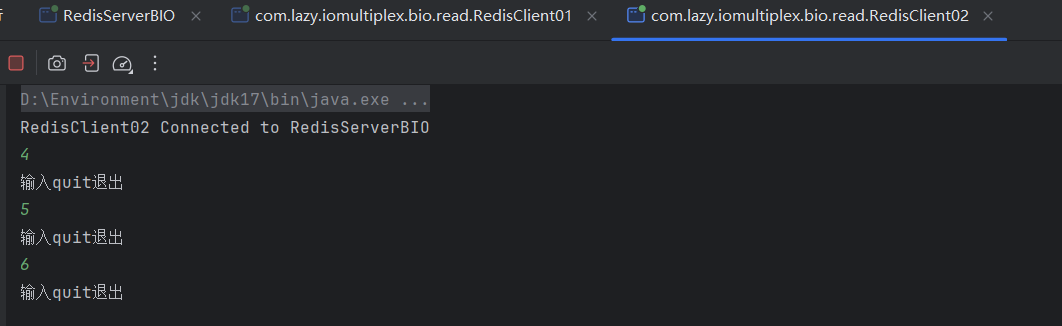 亍
RedisServerBIO
com.lazy.iomultiplex.bio.read.RedisClient01
com.lazy.iomultiplex.bio.read.RedisClient02
D:\Environment\jdk\jdk17\bin\java.exe ...
RedisClient02 Connected to RedisServerBIO
4
输入quit退出
5
输入quit退出
6
输入quit退出